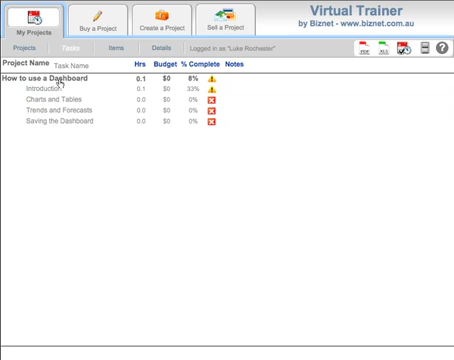 My Projects
Buy a Project
Create a Project
Sell a Project
Virtual Trainer
by Biznet - www.biznet.com.au
Projects Tasks Items Details Logged in as "Luke Rochester"
PDF XLS ?
Project Name Task Name Hrs Budget % Complete Notes
How to use a Dashboard 0.1 $0 8%
Introduction 0.1 $0 33%
Charts and Tables 0.0 $0 0%
Trends and Forecasts 0.0 $0 0%
Saving the Dashboard 0.0 $0 0%